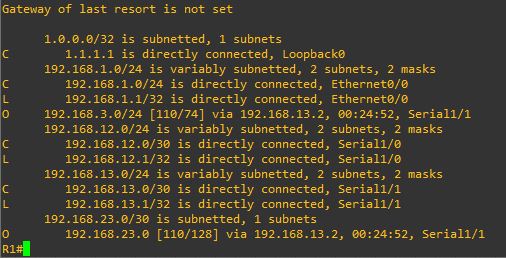 Gateway of last resort is not set
1.0.0.0/32 is subnetted, 1 subnets
C 1.1.1.1 is directly connected, Loopback0
192.168.1.0/24 is variably subnetted, 2 subnets, 2 masks
C 192.168.1.0/24 is directly connected, Ethernet0/0
L 192.168.1.1/32 is directly connected, Ethernet0/0
O 192.168.3.0/24 [110/74] via 192.168.13.2, 00:24:52, Serial1/1
192.168.12.0/24 is variably subnetted, 2 subnets, 2 masks
C 192.168.12.0/30 is directly connected, Serial1/0
L 192.168.12.1/32 is directly connected, Serial1/0
192.168.13.0/24 is variably subnetted, 2 subnets, 2 masks
C 192.168.13.0/30 is directly connected, Serial1/1
L 192.168.13.1/32 is directly connected, Serial1/1
192.168.23.0/30 is subnetted, 1 subnets
O 192.168.23.0 [110/128] via 192.168.13.2, 00:24:52, Serial1/1
R1#